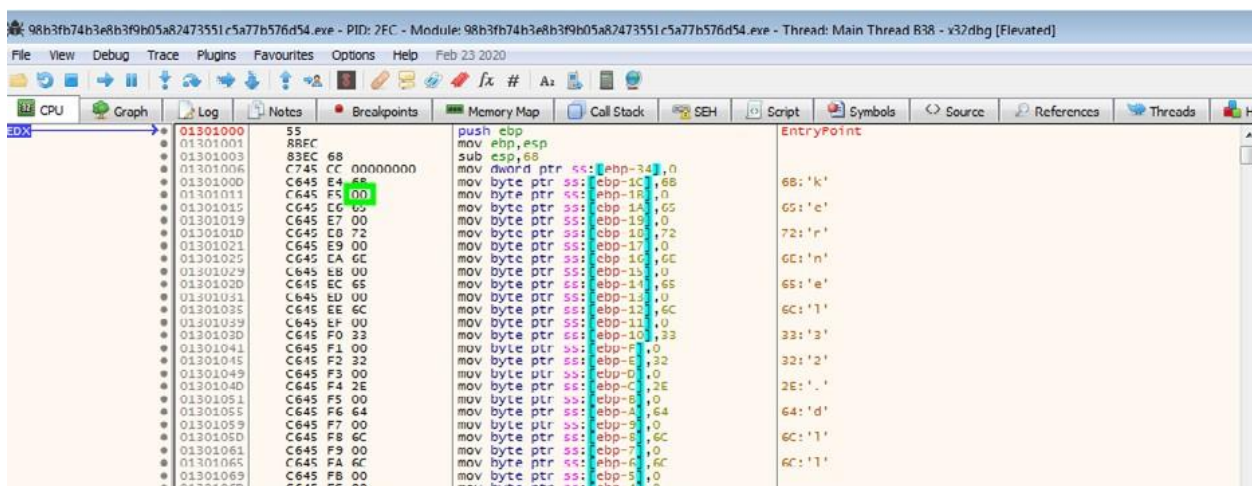 98b3fb74b3e8b3f9b05a82473551c5a77b576d54.exe - PID: 2EC - Module: 98b3fb74b3e8b3f9b05a82473551c5a77b576d54.exe - Thread: Main Thread B38 - x32dbg [Elevated]
File View Debug Trace Plugins Favourites Options Help Feb 23 2020
CPU Graph Log Notes Breakpoints Memory Map Call Stack SEH Script Symbols Source References Threads
EDX 01301000 55 push ebp EntryPoint
01301001 8BEC mov ebp,esp
01301003 83EC 68 sub esp,68
01301006 C745 CC 00000000 mov dword ptr ss:[ebp-34],0
0130100D C645 E4 6B mov byte ptr ss:[ebp-1C],6B 6B:'k'
01301011 C645 E5 00 mov byte ptr ss:[ebp-1B],0
01301015 C645 E6 65 mov byte ptr ss:[ebp-1A],65 65:'e'
01301019 C645 E7 00 mov byte ptr ss:[ebp-19],0
0130101D C645 E8 72 mov byte ptr ss:[ebp-18],72 72:'r'
01301021 C645 E9 00 mov byte ptr ss:[ebp-17],0
01301025 C645 EA 6E mov byte ptr ss:[ebp-16],6E 6E:'n'
01301029 C645 EB 00 mov byte ptr ss:[ebp-15],0
0130102D C645 EC 65 mov byte ptr ss:[ebp-14],65 65:'e'
01301031 C645 ED 00 mov byte ptr ss:[ebp-13],0
01301035 C645 EE 6C mov byte ptr ss:[ebp-12],6C 6C:'l'
01301039 C645 EF 00 mov byte ptr ss:[ebp-11],0
0130103D C645 F0 33 mov byte ptr ss:[ebp-10],33 33:'3'
01301041 C645 F1 00 mov byte ptr ss:[ebp-F],0
01301045 C645 F2 32 mov byte ptr ss:[ebp-E],32 32:'2'
01301049 C645 F3 00 mov byte ptr ss:[ebp-D],0
0130104D C645 F4 2E mov byte ptr ss:[ebp-C],2E 2E:'.'
01301051 C645 F5 00 mov byte ptr ss:[ebp-B],0
01301055 C645 F6 64 mov byte ptr ss:[ebp-A],64 64:'d'
01301059 C645 F7 00 mov byte ptr ss:[ebp-9],0
0130105D C645 F8 6C mov byte ptr ss:[ebp-8],6C 6C:'l'
01301061 C645 F9 00 mov byte ptr ss:[ebp-7],0
01301065 C645 FA 6C mov byte ptr ss:[ebp-6],6C 6C:'l'
01301069 C645 FB 00 mov byte ptr ss:[ebp-5],0